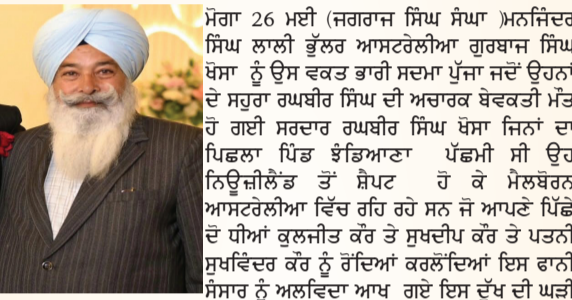 ਮੋਗਾ 26 ਮਈ (ਜਗਰਾਜ ਸਿੰਘ ਸੰਘਾ )ਮਨਜਿੰਦਰ
ਸਿੰਘ ਲਾਲੀ ਭੁੱਲਰ ਆਸਟਰੇਲੀਆ ਗੁਰਬਾਜ ਸਿੰਘ
ਖੋਸਾ ਨੂੰ ਉਸ ਵਕਤ ਭਾਰੀ ਸਦਮਾ ਪੁੱਜਾ ਜਦੋਂ ਉਹਨਾਂ
ਦੇ ਸਹੁਰਾ ਰਘਬੀਰ ਸਿੰਘ ਦੀ ਅਚਾਰਕ ਬੇਵਕਤੀ ਮੌਤ
ਹੋ ਗਈ ਸਰਦਾਰ ਰਘਬੀਰ ਸਿੰਘ ਖੋਸਾ ਜਿਨਾਂ ਦਾ
ਪਿਛਲਾ ਪਿੰਡ ਝੰਡਿਆਣਾ ਪੱਛਮੀ ਸੀ ਉਹ
ਨਿਊਜ਼ੀਲੈਂਡ ਤੋਂ ਸ਼ੈਪਟ ਹੋ ਕੇ ਮੈਲਬੋਰਨ
ਆਸਟਰੇਲੀਆ ਵਿੱਚ ਰਹਿ ਰਹੇ ਸਨ ਜੋ ਆਪਣੇ ਪਿੱਛੇ
ਦੋ ਧੀਆਂ ਕੁਲਜੀਤ ਕੌਰ ਤੇ ਸੁਖਦੀਪ ਕੌਰ ਤੇ ਪਤਨੀ
ਸੁਖਵਿੰਦਰ ਕੌਰ ਨੂੰ ਰੋਂਦਿਆਂ ਕਰਲੋਂਦਿਆਂ ਇਸ ਫਾਨੀ
ਸੰਸਾਰ ਨੂੰ ਅਲਵਿਦਾ ਆਖ ਗਏ ਇਸ ਦੁੱਖ ਦੀ ਘੜੀ